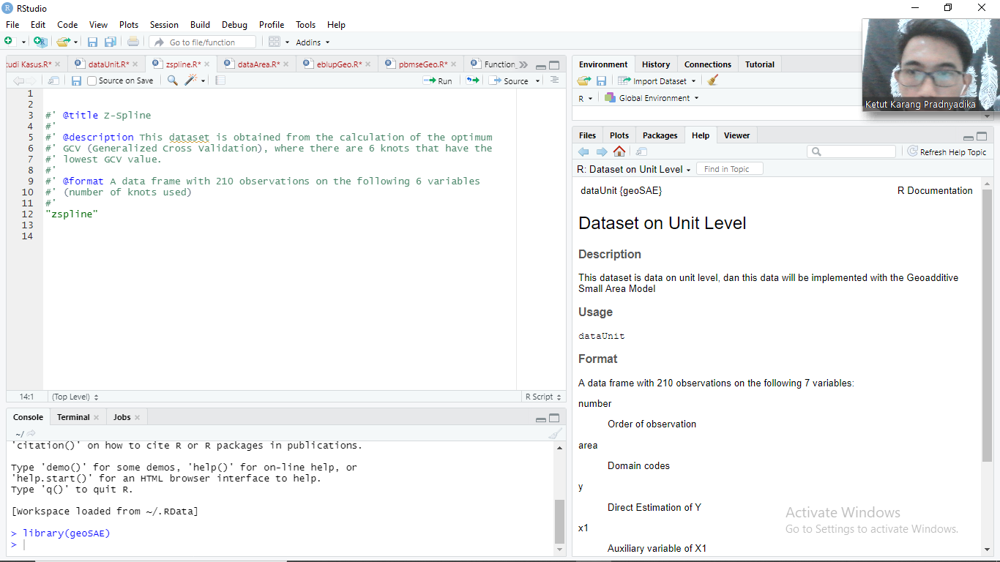 RStudio
File Edit Code View Plots Session Build Debug Profile Tools Help
Go to file/function Addins
tudi Kasus.R* dataUnit.R* zspline.R* dataArea.R* eblupGeo.R* pbmseGeo.R* Function_
Source on Save Run Source
1
2
3 #' @title Z-Spline
4 #'
5 #' @description This dataset is obtained from the calculation of the optimum
6 #' GCV (Generalized Cross Validation), where there are 6 knots that have the
7 #' lowest GCV value.
8 #'
9 #' @format A data frame with 210 observations on the following 6 variables
10 #' (number of knots used)
11 #'
12 "zspline"
13
14
14:1 (Top Level) R Script
Console Terminal Jobs
~/
'citation()' on how to cite R or R packages in publications.
Type 'demo()' for some demos, 'help()' for on-line help, or
'help.start()' for an HTML browser interface to help.
Type 'q()' to quit R.
[Workspace loaded from ~/.RData]
> library(geoSAE)
>
Environment History Connections Tutorial
Import Dataset
R Global Environment
Ketut Karang Pradnyadika
Files Plots Packages Help Viewer
Refresh Help Topic
R: Dataset on Unit Level Find in Topic
dataUnit {geoSAE} R Documentation
Dataset on Unit Level
Description
This dataset is data on unit level, dan this data will be implemented with the Geoadditive
Small Area Model
Usage
dataUnit
Format
A data frame with 210 observations on the following 7 variables:
number
Order of observation
area
Domain codes
y
Direct Estimation of Y
x1
Auxiliary variable of X1
Activate Windows
Go to Settings to activate Windows.